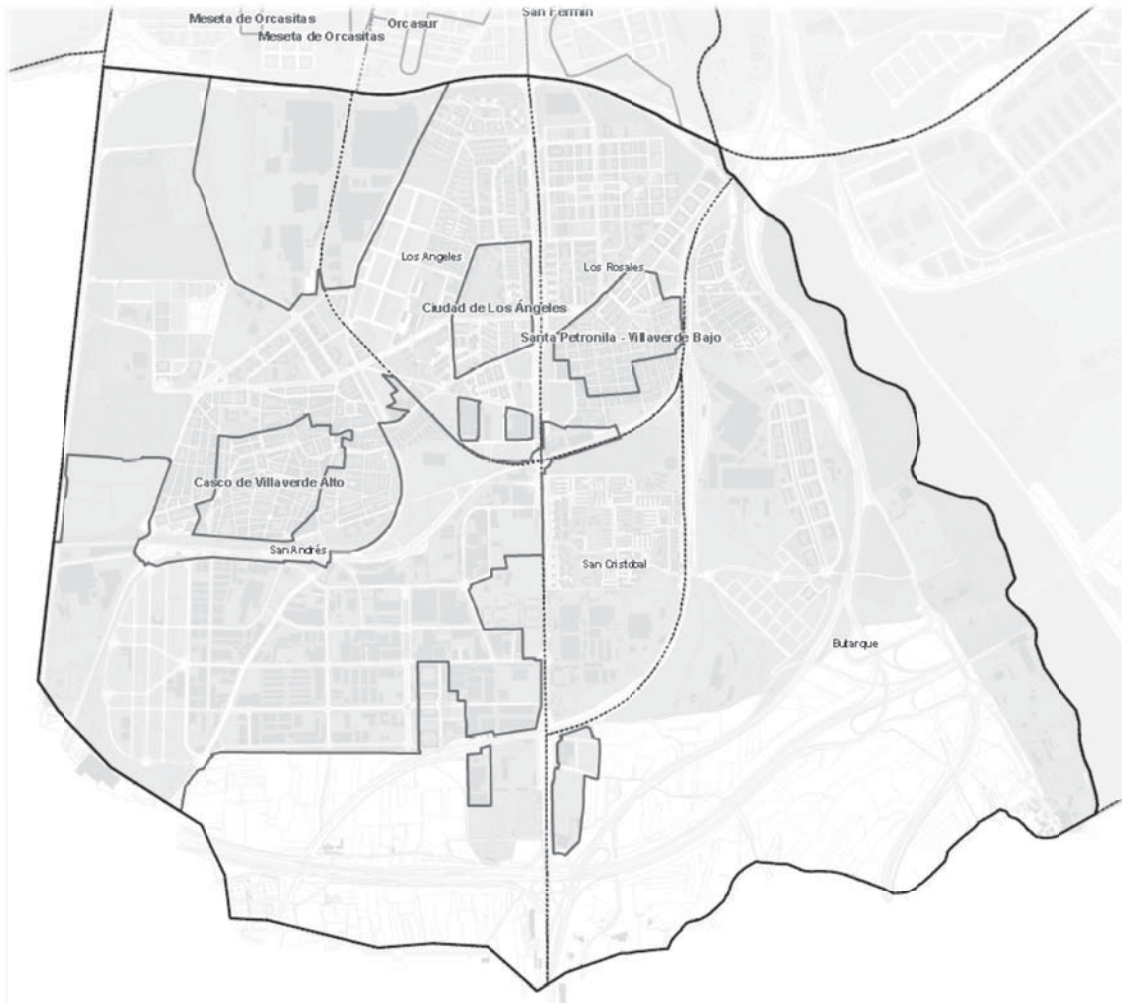 San Fermín
Meseta de Orcasitas
Orcasur
Meseta de Orcasitas
Los Angeles
Los Rosales
Ciudad de Los Ángeles
Santa Petronila - Villaverde Bajo
Casco de Villaverde Alto
San Andrés
San Cristobal
Butarque